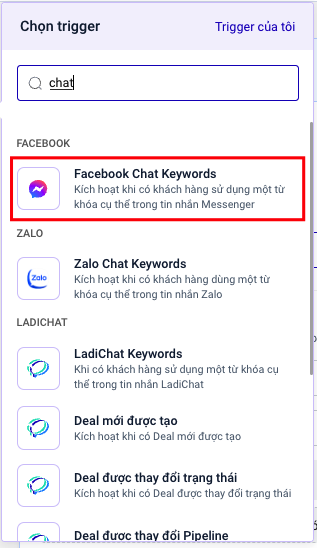 Chọn trigger
Trigger của tôi
chat
FACEBOOK
Facebook Chat Keywords
Kích hoạt khi có khách hàng sử dụng một từ
khóa cụ thể trong tin nhắn Messenger
ZALO
Zalo
Zalo Chat Keywords
Kích hoạt khi có khách hàng dùng một từ
khóa cụ thể trong tin nhắn Zalo
LADICHAT
LadiChat Keywords
Khi có khách hàng sử dụng một từ khóa cụ
thể trong tin nhắn LadiChat
Deal mới được tạo
Kích hoạt khi có Deal mới được tạo
Deal được thay đổi trạng thái
Kích hoạt khi có Deal được thay đổi trạng thái
Deal được thay đổi Pipeline